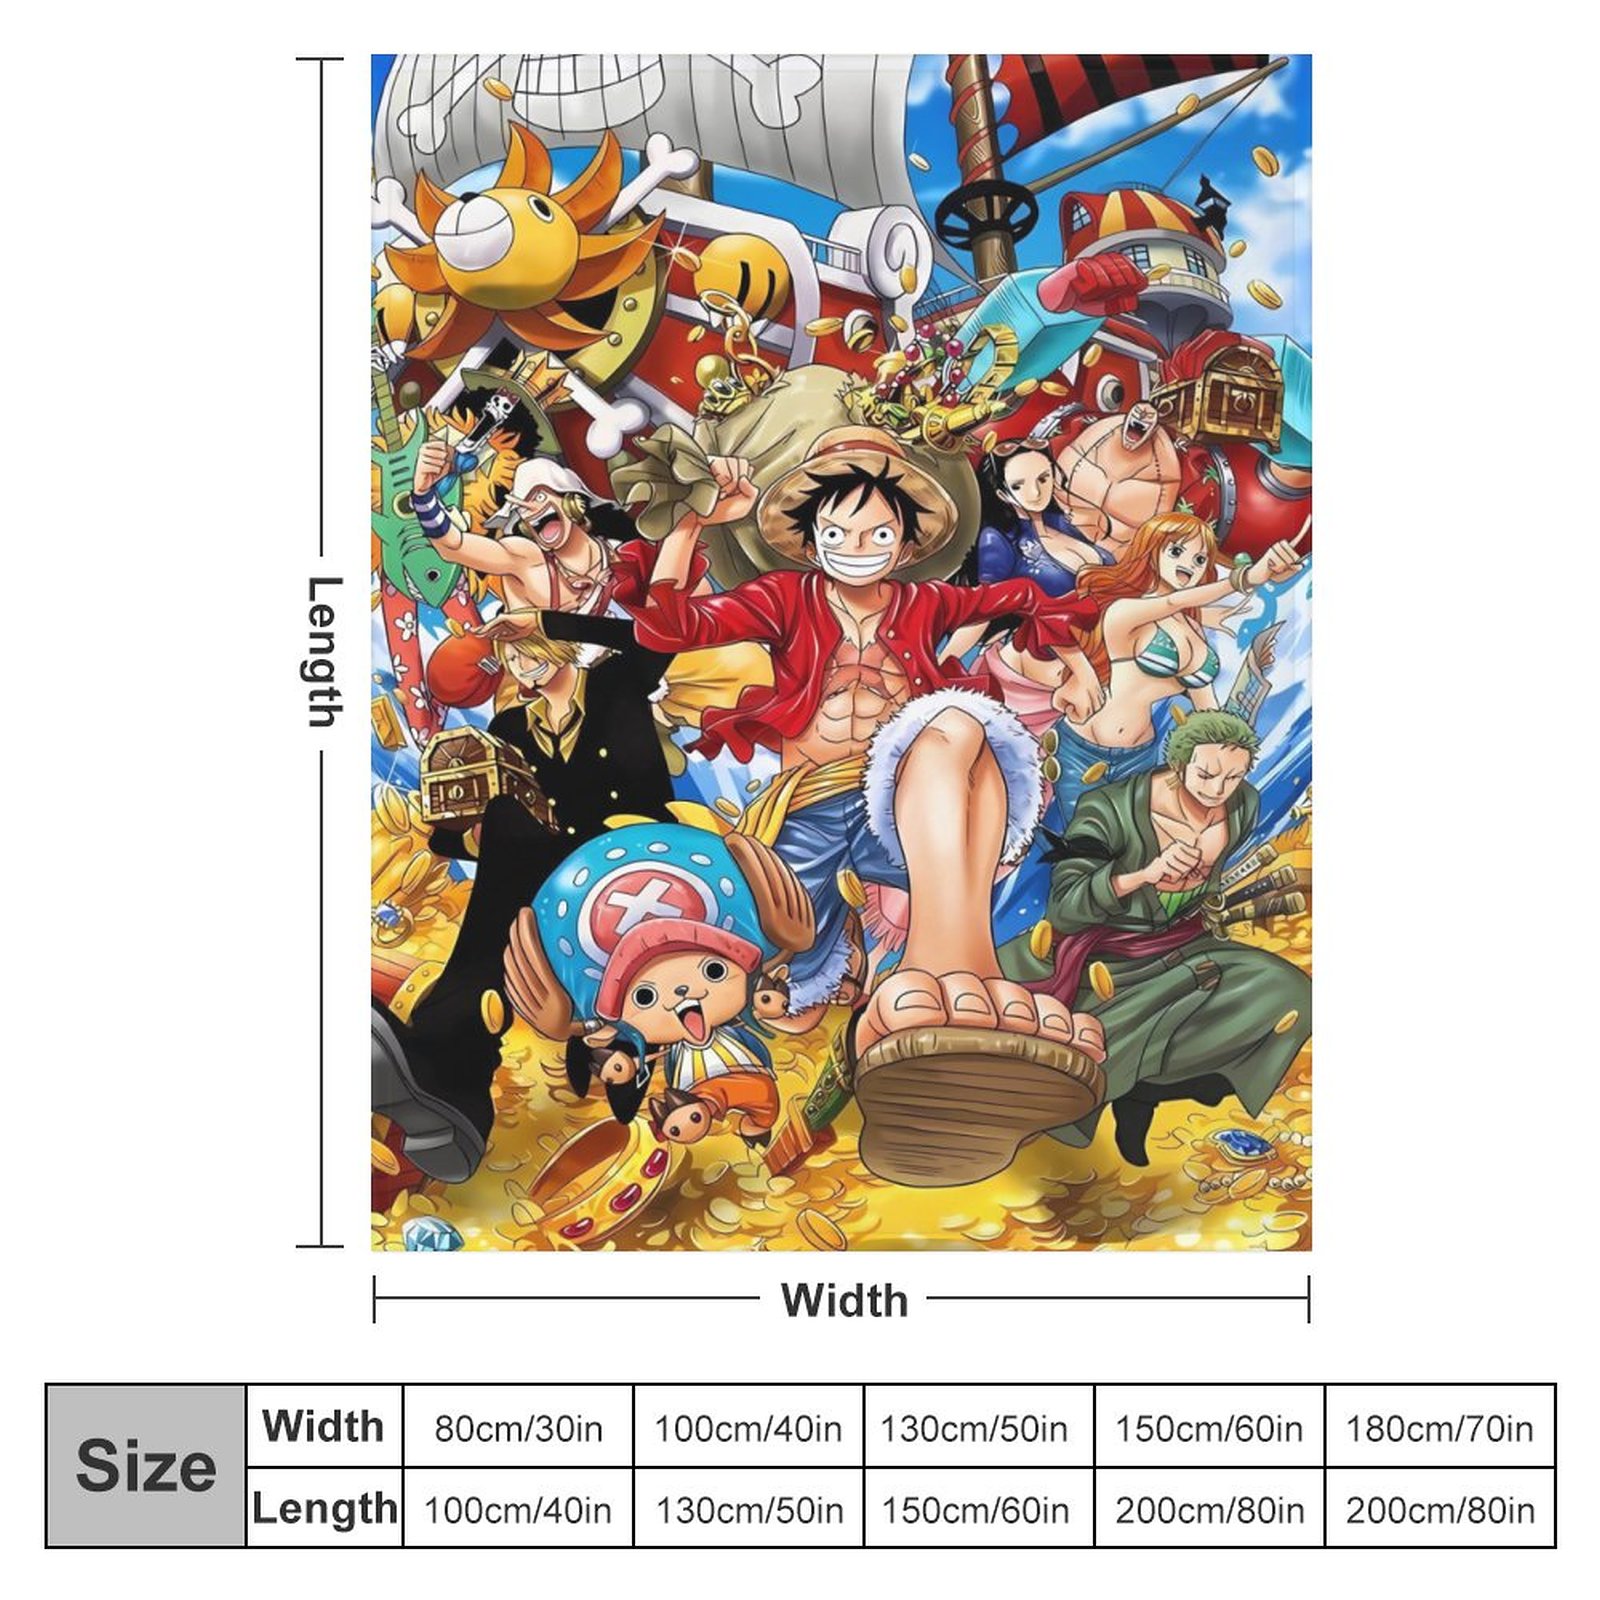 Length
Width
Size
Width 80cm/30in 100cm/40in 130cm/50in 150cm/60in 180cm/70in
Length 100cm/40in 130cm/50in 150cm/60in 200cm/80in 200cm/80in